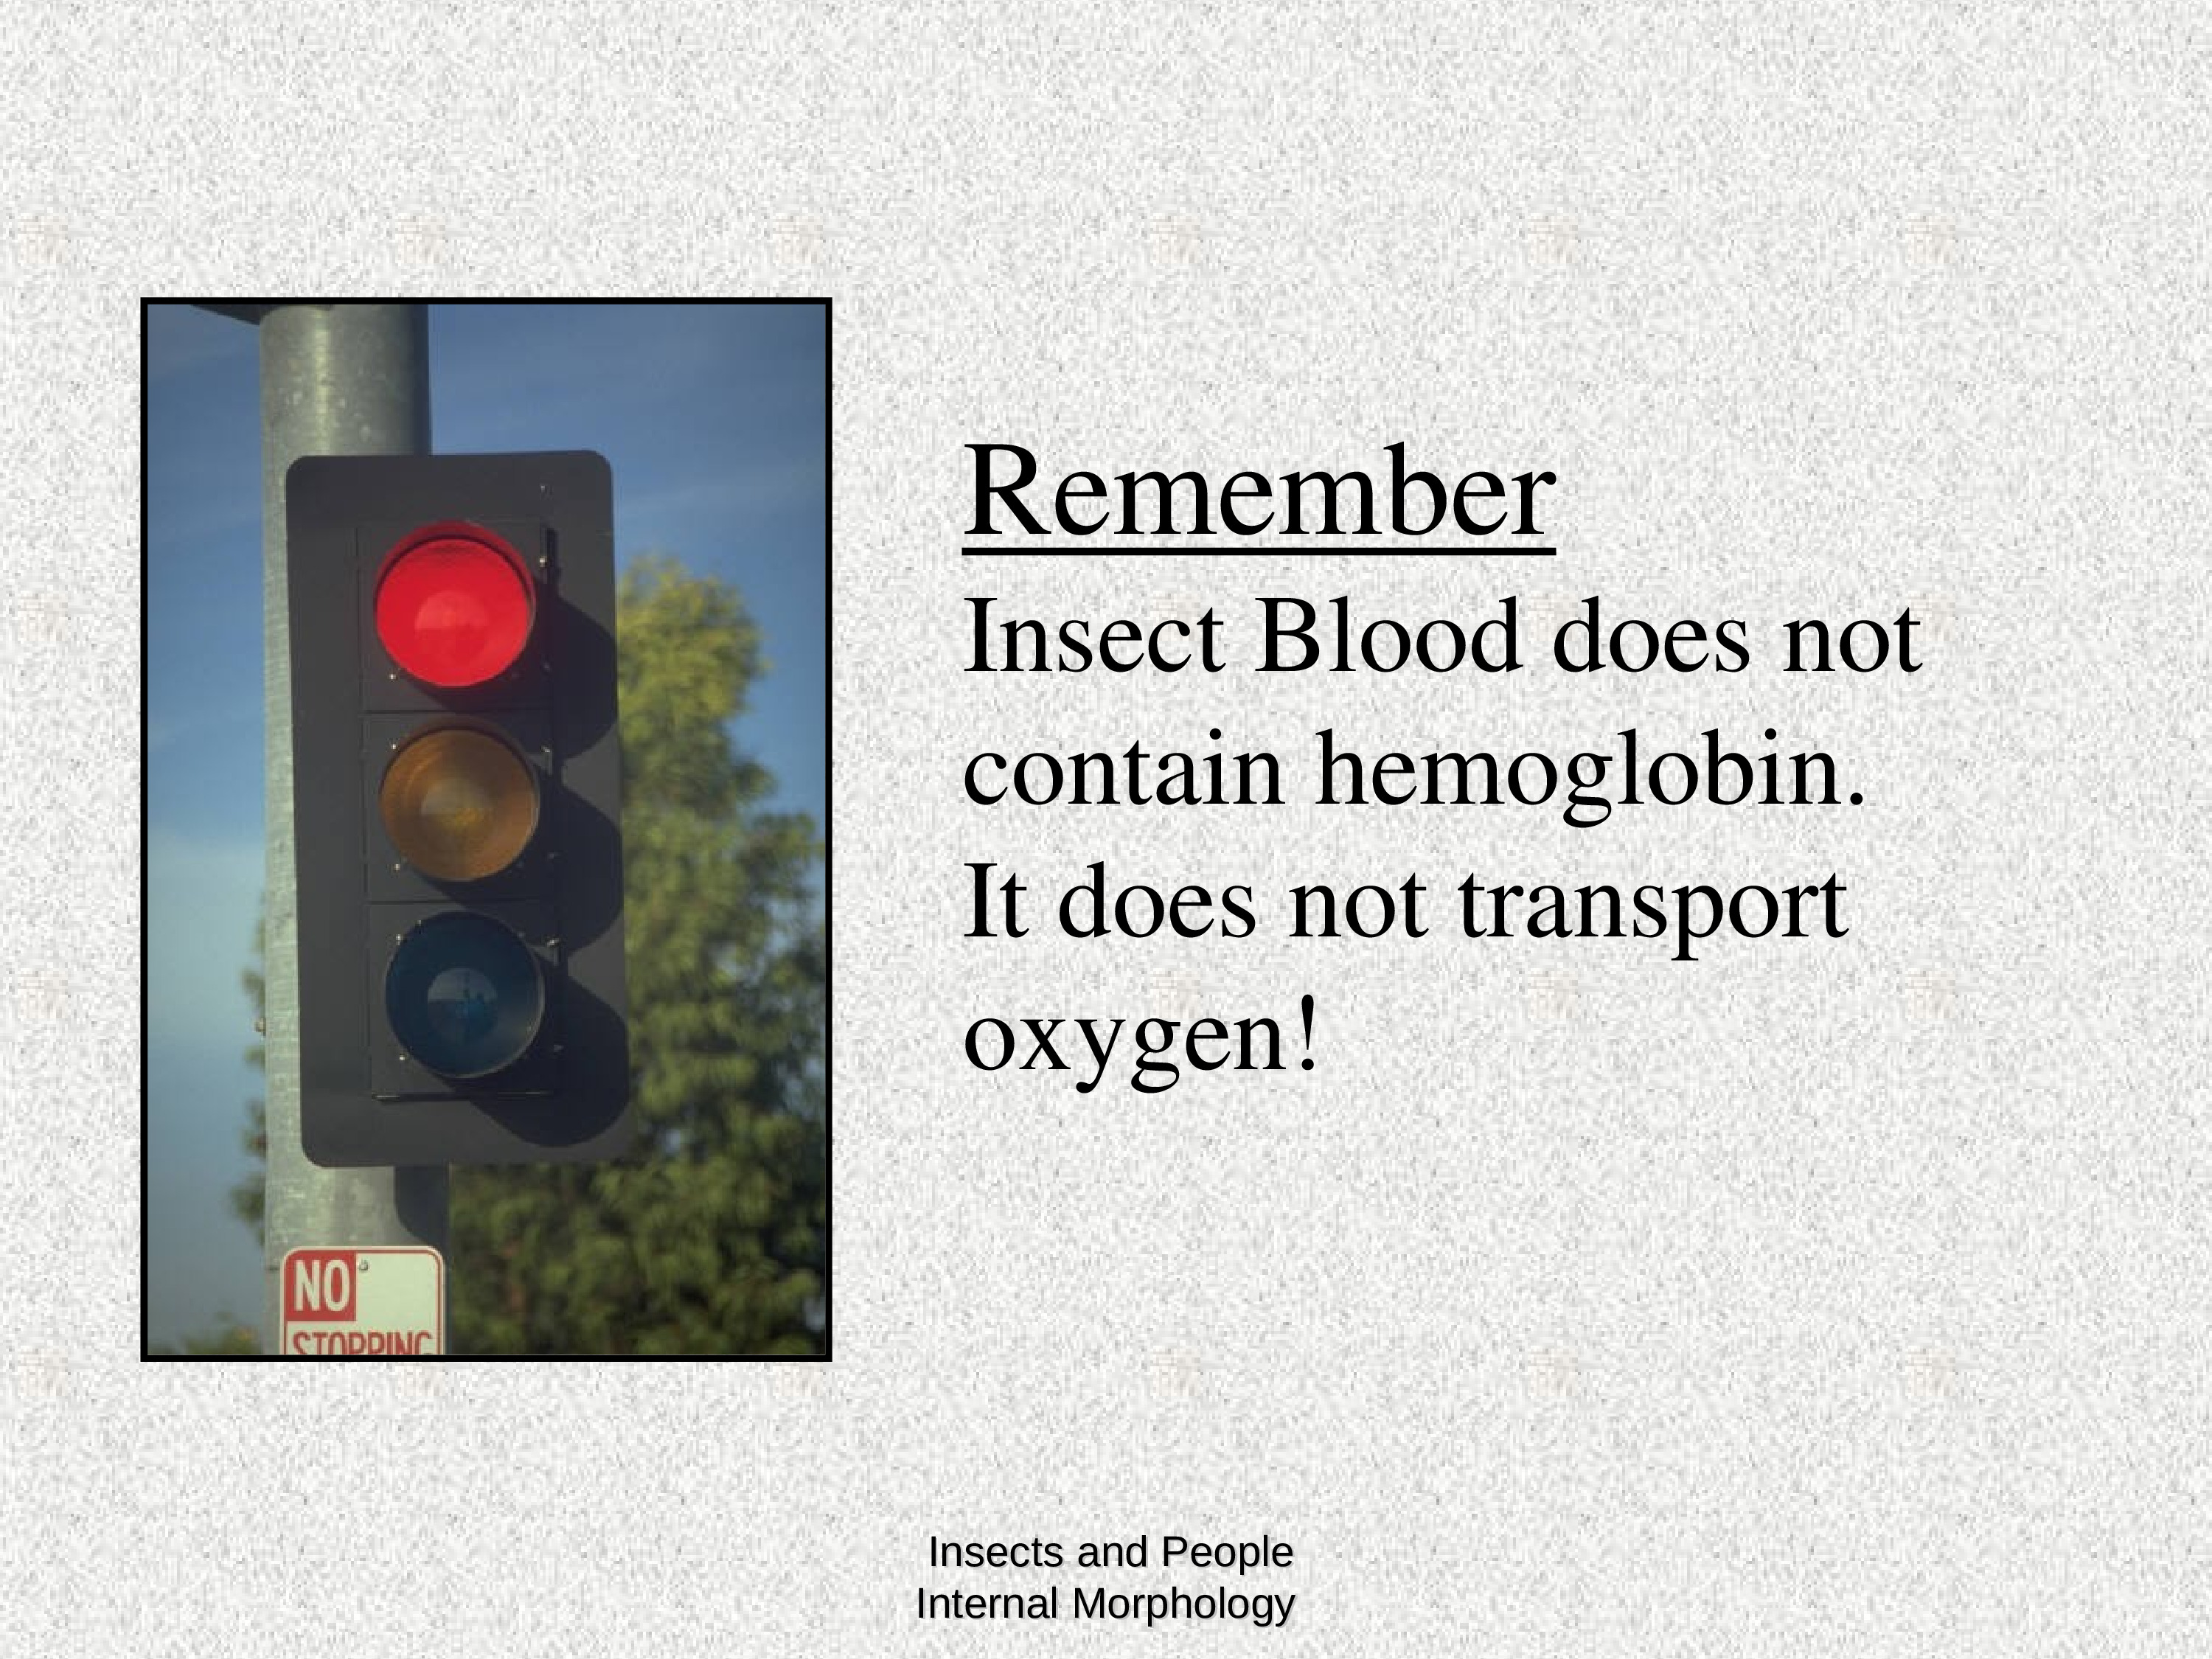 Remember
Insect Blood does not
contain hemoglobin.
It does not transport
oxygen!
NO
STOPPING
Insects and People
Internal Morphology